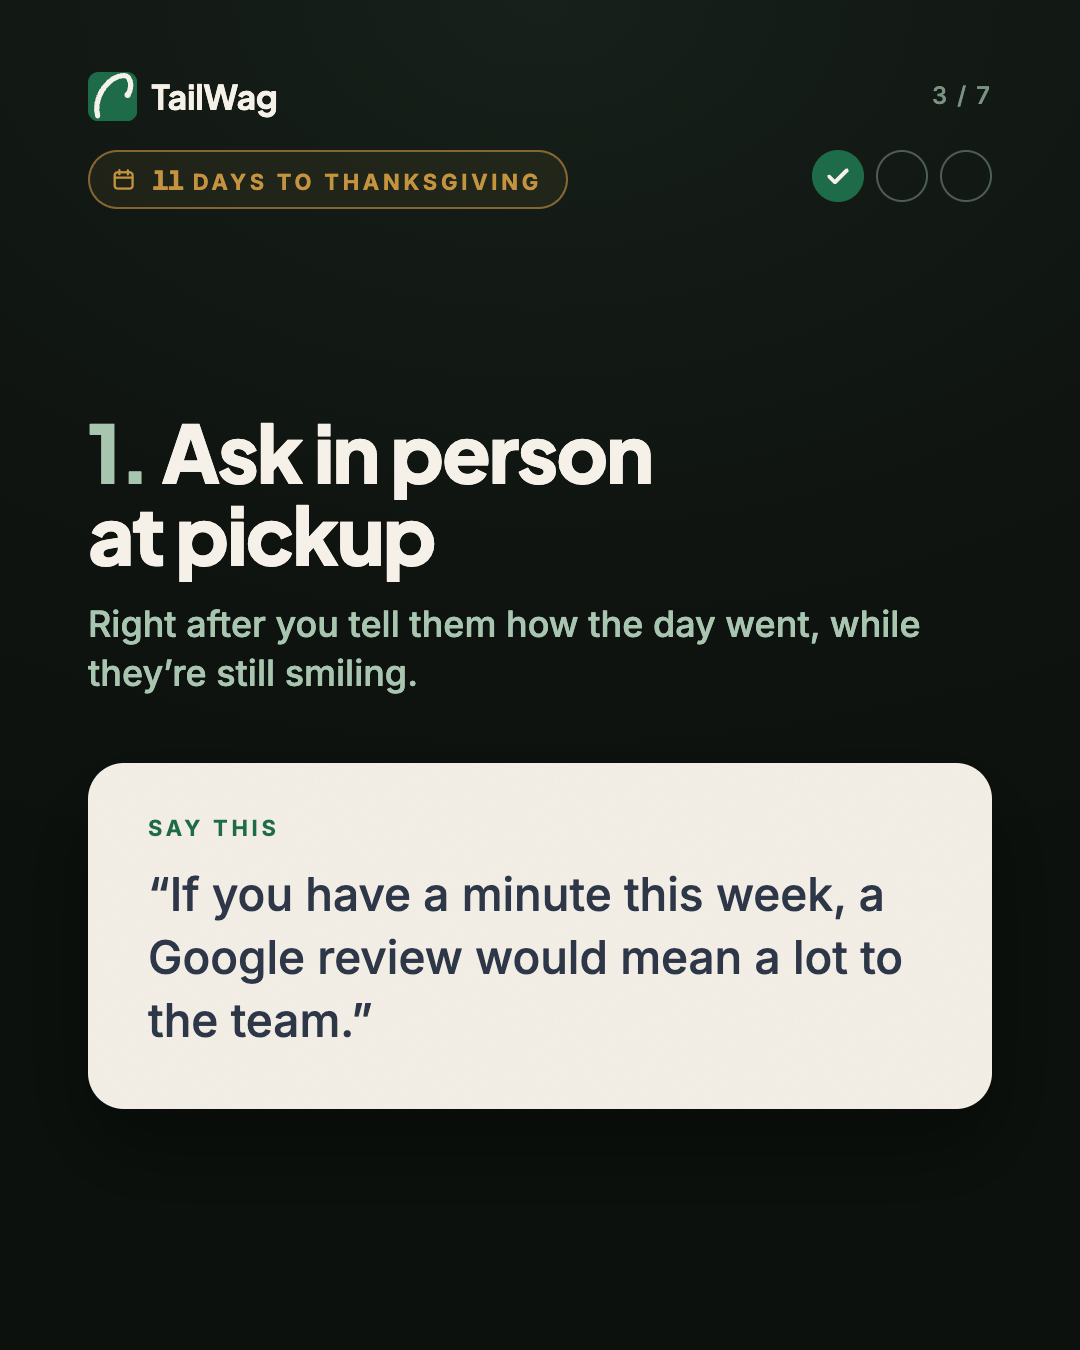 TailWag
3 / 7
11 DAYS TO THANKSGIVING
1. Ask in person
at pickup
Right after you tell them how the day went, while
they’re still smiling.
SAY THIS
“If you have a minute this week, a
Google review would mean a lot to
the team.”